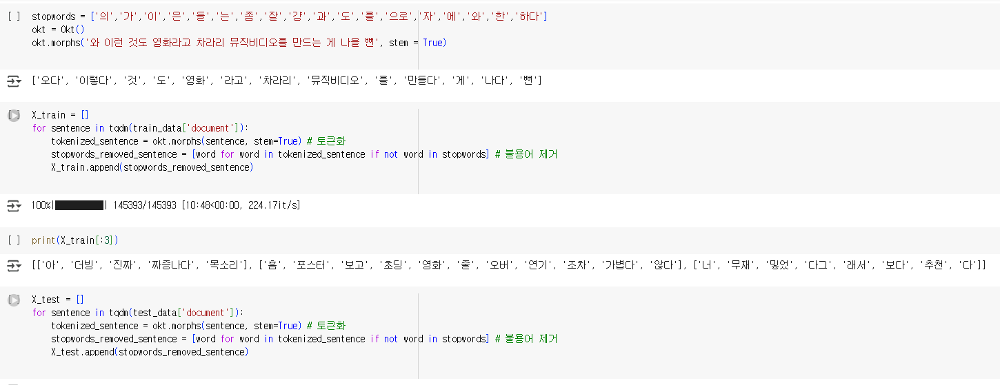 [ ] stopwords = ['의','가','이','은','들','는','좀','잘','걍','과','도','를','으로','자','에','와','한','하다']
okt = Okt()
okt.morphs('와 이런 것도 영화라고 차라리 뮤직비디오를 만드는 게 나을 뻔', stem = True)
['오다', '이렇다', '것', '도', '영화', '라고', '차라리', '뮤직비디오', '를', '만들다', '게', '나다', '뻔']
X_train = []
for sentence in tqdm(train_data['document']):
    tokenized_sentence = okt.morphs(sentence, stem=True) # 토큰화
    stopwords_removed_sentence = [word for word in tokenized_sentence if not word in stopwords] # 불용어 제거
    X_train.append(stopwords_removed_sentence)
100%|██████████| 145393/145393 [10:48<00:00, 224.17it/s]
[ ] print(X_train[:3])
[['아', '더빙', '진짜', '짜증나다', '목소리'], ['흠', '포스터', '보고', '초딩', '영화', '줄', '오버', '연기', '조차', '가볍다', '않다'], ['너', '무재', '밓었', '다그', '래서', '보다', '추천', '다']]
X_test = []
for sentence in tqdm(test_data['document']):
    tokenized_sentence = okt.morphs(sentence, stem=True) # 토큰화
    stopwords_removed_sentence = [word for word in tokenized_sentence if not word in stopwords] # 불용어 제거
    X_test.append(stopwords_removed_sentence)